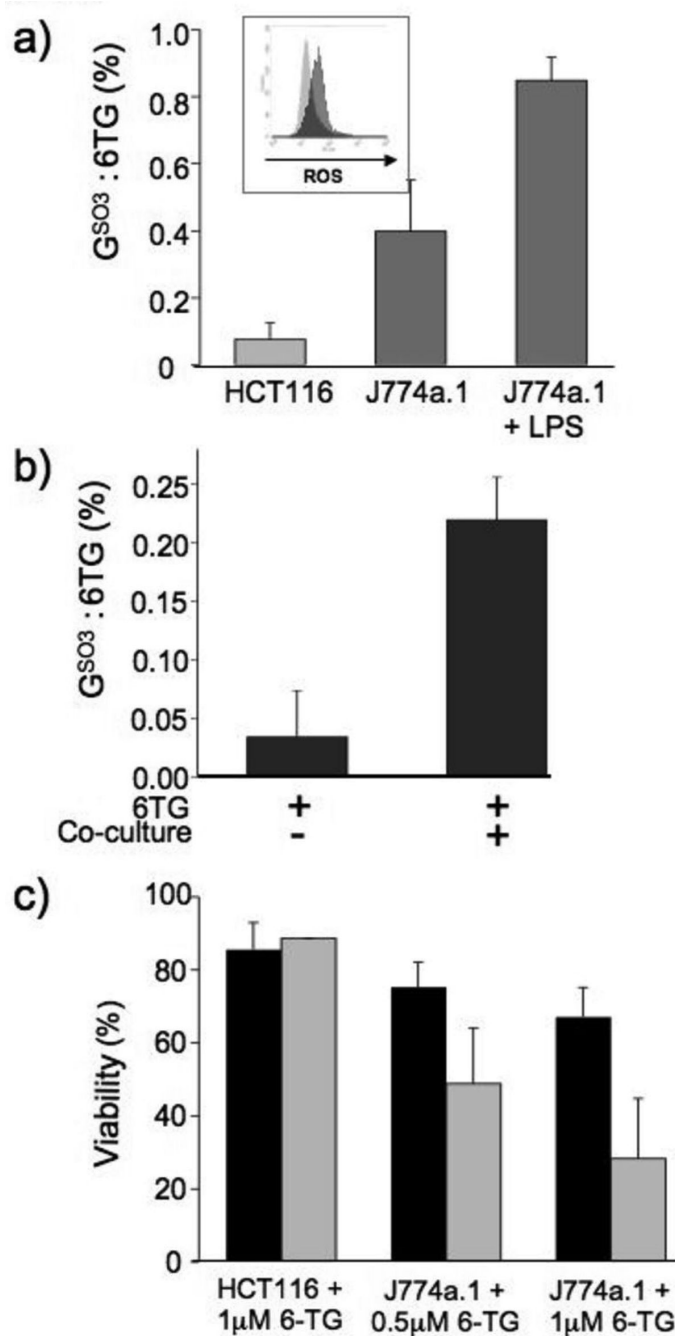 a)
G^SO3 : 6TG (%)
1.0
0.8
0.6
0.4
0.2
0
ROS
HCT116
J774a.1
J774a.1
+ LPS
b)
G^SO3 : 6TG (%)
0.25
0.20
0.15
0.10
0.05
0.00
6TG + +
Co-culture - +
c)
Viability (%)
100
80
60
40
20
0
HCT116 +
1µM 6-TG
J774a.1 +
0.5µM 6-TG
J774a.1 +
1µM 6-TG